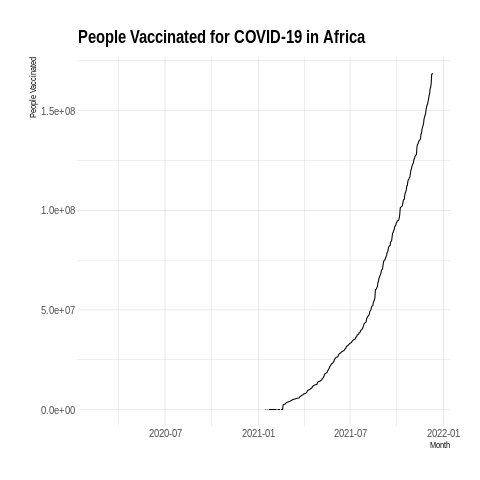 People Vaccinated for COVID-19 in Africa
People Vaccinated
1.5e+08
1.0e+08
5.0e+07
0.0e+00
2020-07 2021-01 2021-07 2022-01
Month